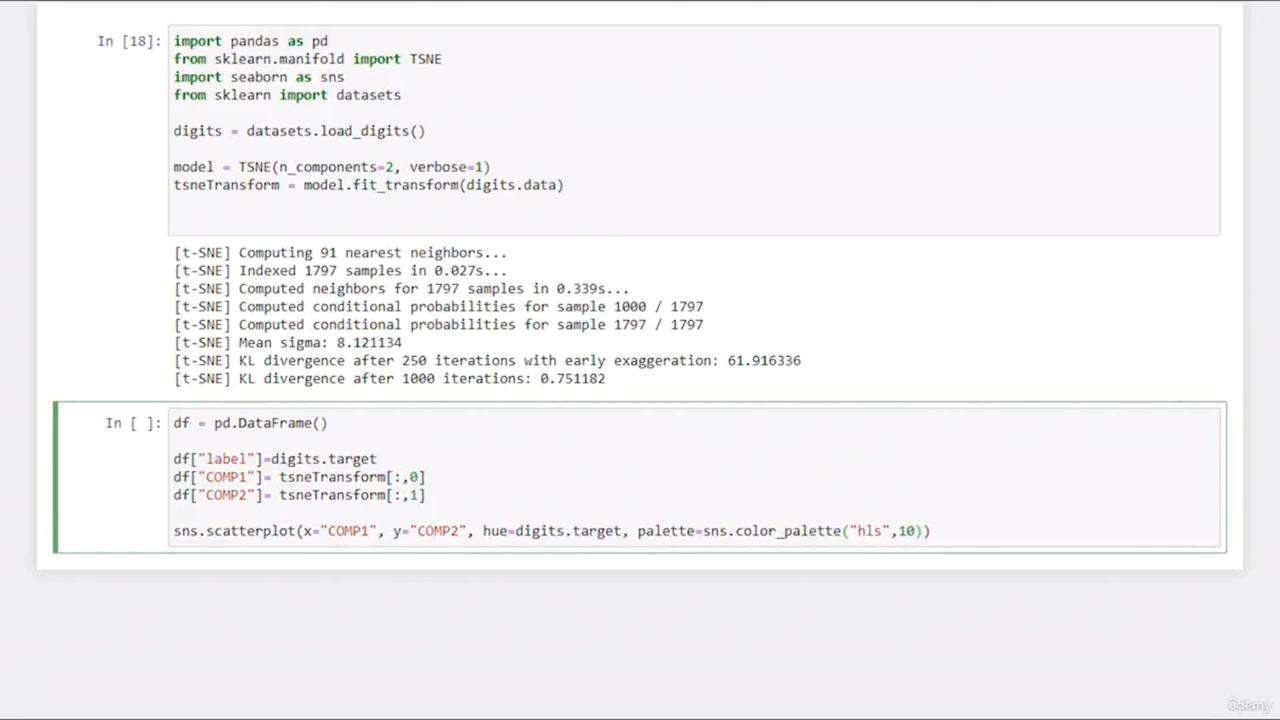 In [18]:
import pandas as pd
from sklearn.manifold import TSNE
import seaborn as sns
from sklearn import datasets
digits = datasets.load_digits()
model = TSNE(n_components=2, verbose=1)
tsneTransform = model.fit_transform(digits.data)
[t-SNE] Computing 91 nearest neighbors...
[t-SNE] Indexed 1797 samples in 0.027s...
[t-SNE] Computed neighbors for 1797 samples in 0.339s...
[t-SNE] Computed conditional probabilities for sample 1000 / 1797
[t-SNE] Computed conditional probabilities for sample 1797 / 1797
[t-SNE] Mean sigma: 8.121134
[t-SNE] KL divergence after 250 iterations with early exaggeration: 61.916336
[t-SNE] KL divergence after 1000 iterations: 0.751182
In [ ]:
df = pd.DataFrame()
df["label"]=digits.target
df["COMP1"]= tsneTransform[:,0]
df["COMP2"]= tsneTransform[:,1]
sns.scatterplot(x="COMP1", y="COMP2", hue=digits.target, palette=sns.color_palette("hls",10))
ûdemy